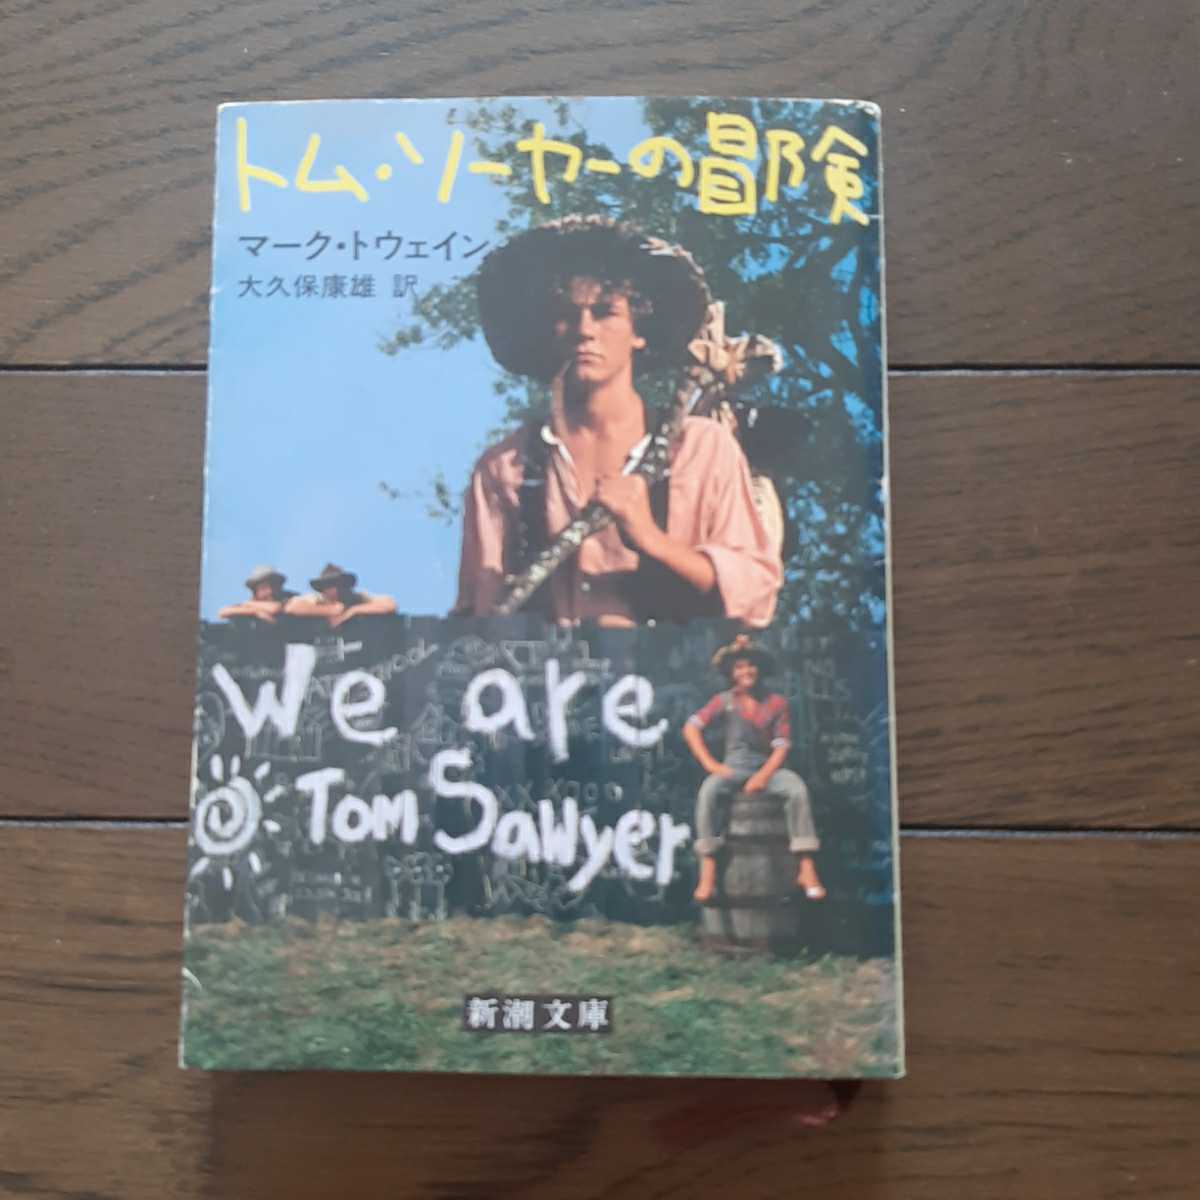 トム・ソーヤーの冒険
マーク・トウェイン
大久保康雄 訳
We are
Tom Sawyer
新潮文庫